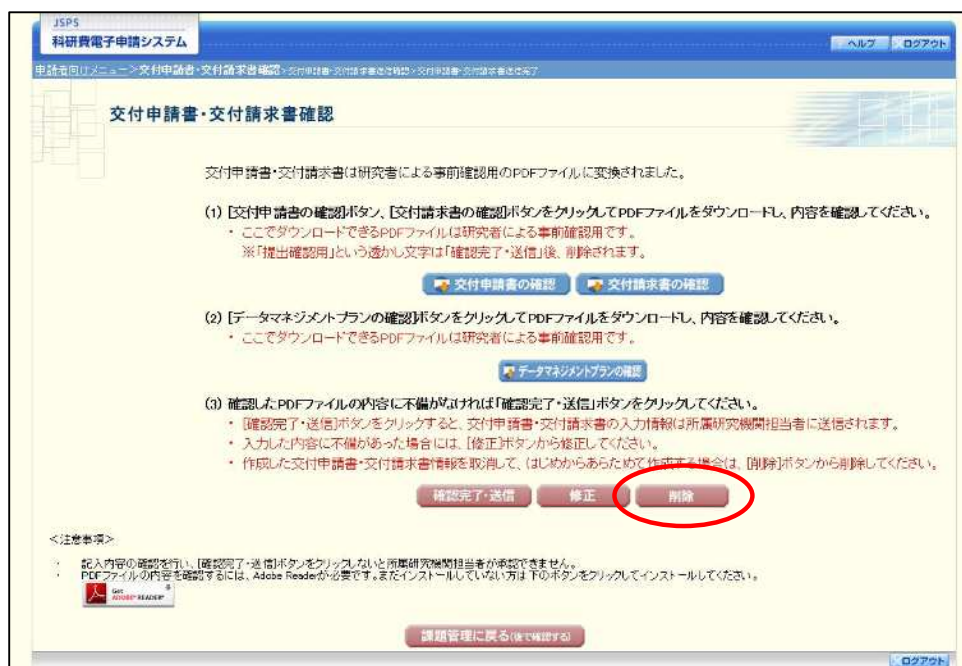 JSPS
科研費電子申請システム
ヘルプ ログアウト
申請者向けメニュー>交付申請書・交付請求書確認>交付申請書・交付請求書送信確認>交付申請書・交付請求書送信完了
交付申請書・交付請求書確認
交付申請書・交付請求書は研究者による事前確認用のPDFファイルに変換されました。
(1) [交付申請書の確認]ボタン、[交付請求書の確認]ボタンをクリックしてPDFファイルをダウンロードし、内容を確認してください。
・ ここでダウンロードできるPDFファイルは研究者による事前確認用です。
※「提出確認用」という透かし文字は「確認完了・送信」後、削除されます。
交付申請書の確認 交付請求書の確認
(2) [データマネジメントプランの確認]ボタンをクリックしてPDFファイルをダウンロードし、内容を確認してください。
・ ここでダウンロードできるPDFファイルは研究者による事前確認用です。
データマネジメントプランの確認
(3) 確認したPDFファイルの内容に不備がなければ「確認完了・送信」ボタンをクリックしてください。
・ [確認完了・送信]ボタンをクリックすると、交付申請書・交付請求書の入力情報は所属研究機関担当者に送信されます。
・ 入力した内容に不備があった場合には、[修正]ボタンから修正してください。
・ 作成した交付申請書・交付請求書情報を取消して、はじめからあらためて作成する場合は、[削除]ボタンから削除してください。
確認完了・送信 修正 削除
<注意事項>
・ 記入内容の確認を行い、[確認完了・送信]ボタンをクリックしないと所属研究機関担当者が承認できません。
・ PDFファイルの内容を確認するには、Adobe Readerが必要です。まだインストールしていない方は下のボタンをクリックしてインストールしてください。
Get
ADOBE® READER®
課題管理に戻る(後で確認する)
ログアウト